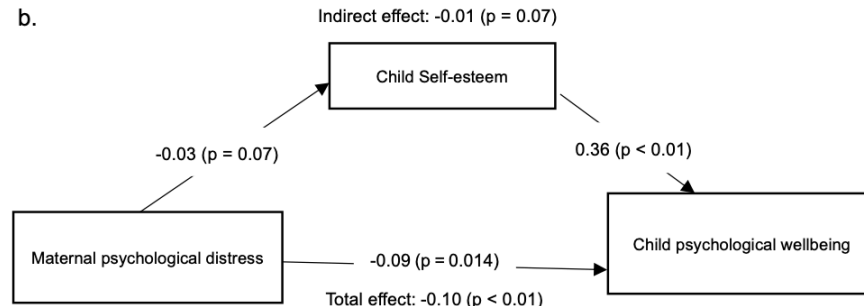 b.
Indirect effect: -0.01 (p = 0.07)
Child Self-esteem
-0.03 (p = 0.07)
0.36 (p < 0.01)
Maternal psychological distress
Child psychological wellbeing
-0.09 (p = 0.014)
Total effect: -0.10 (p < 0.01)